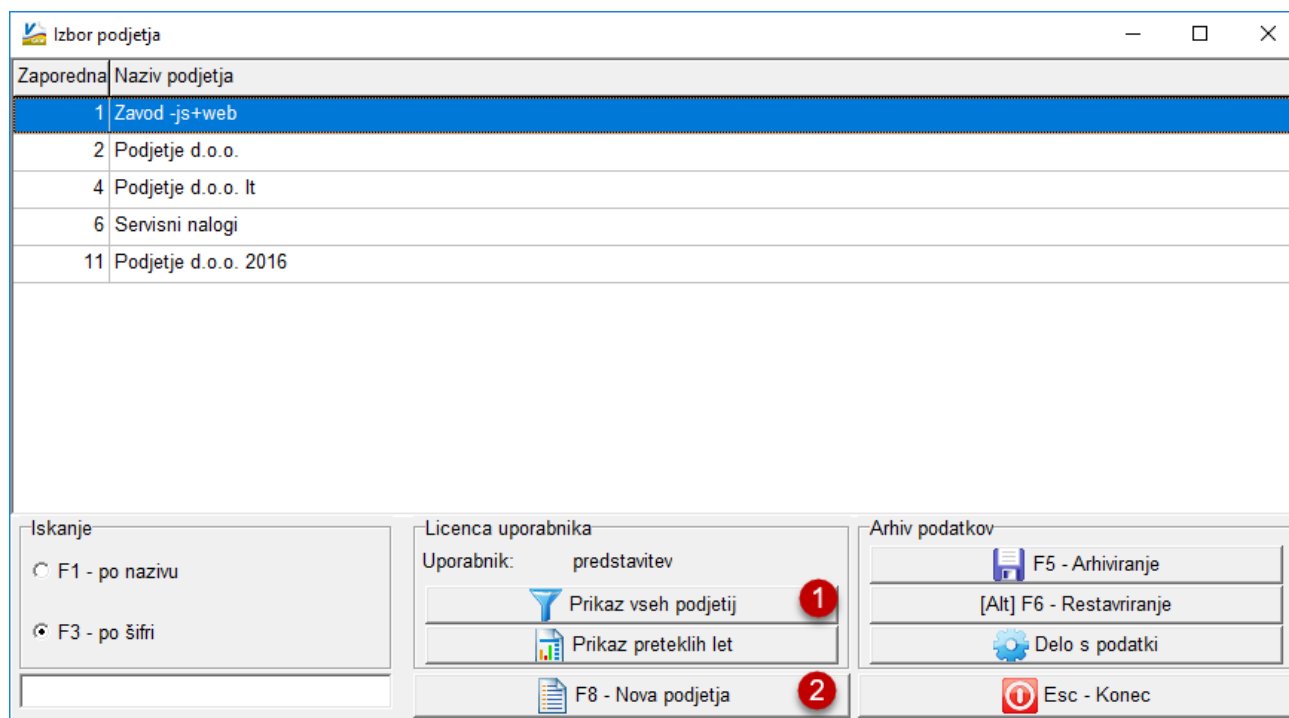 Izbor podjetja
Zaporedna Naziv podjetja
1 Zavod -js+web
2 Podjetje d.o.o.
4 Podjetje d.o.o. lt
6 Servisni nalogi
11 Podjetje d.o.o. 2016
Iskanje
F1 - po nazivu
F3 - po šifri
Licenca uporabnika
Uporabnik: predstavitev
Prikaz vseh podjetij 1
Prikaz preteklih let
F8 - Nova podjetja 2
Arhiv podatkov
F5 - Arhiviranje
[Alt] F6 - Restavriranje
Delo s podatki
Esc - Konec